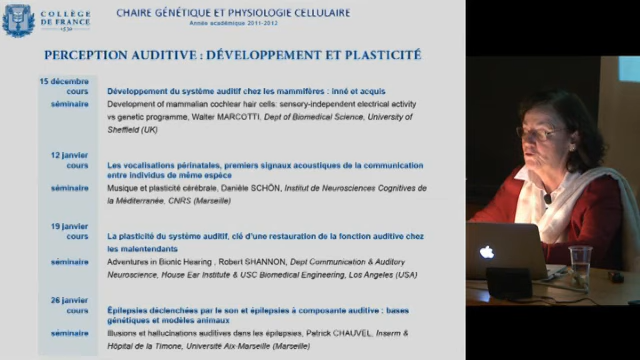 COLLÈGE
DE FRANCE
1530
CHAIRE GÉNÉTIQUE ET PHYSIOLOGIE CELLULAIRE
Année académique 2011-2012
PERCEPTION AUDITIVE : DÉVELOPPEMENT ET PLASTICITÉ
15 décembre
cours Développement du système auditif chez les mammifères : inné et acquis
séminaire Development of mammalian cochlear hair cells: sensory-independent electrical activity
vs genetic programme, Walter MARCOTTI, Dept of Biomedical Science, University of
Sheffield (UK)
12 janvier
cours Les vocalisations périnatales, premiers signaux acoustiques de la communication
entre individus de même espèce
séminaire Musique et plasticité cérébrale, Danièle SCHÖN, Institut de Neurosciences Cognitives de
la Méditerranée, CNRS (Marseille)
19 janvier
cours La plasticité du système auditif, clé d'une restauration de la fonction auditive chez
les malentendants
séminaire Adventures in Bionic Hearing , Robert SHANNON, Dept Communication & Auditory
Neuroscience, House Ear Institute & USC Biomedical Engineering, Los Angeles (USA)
26 janvier
cours Épilepsies déclenchées par le son et épilepsies à composante auditive : bases
génétiques et modèles animaux
séminaire Illusions et hallucinations auditives dans les épilepsies, Patrick CHAUVEL, Inserm &
Hôpital de la Timone, Université Aix-Marseille (Marseille)